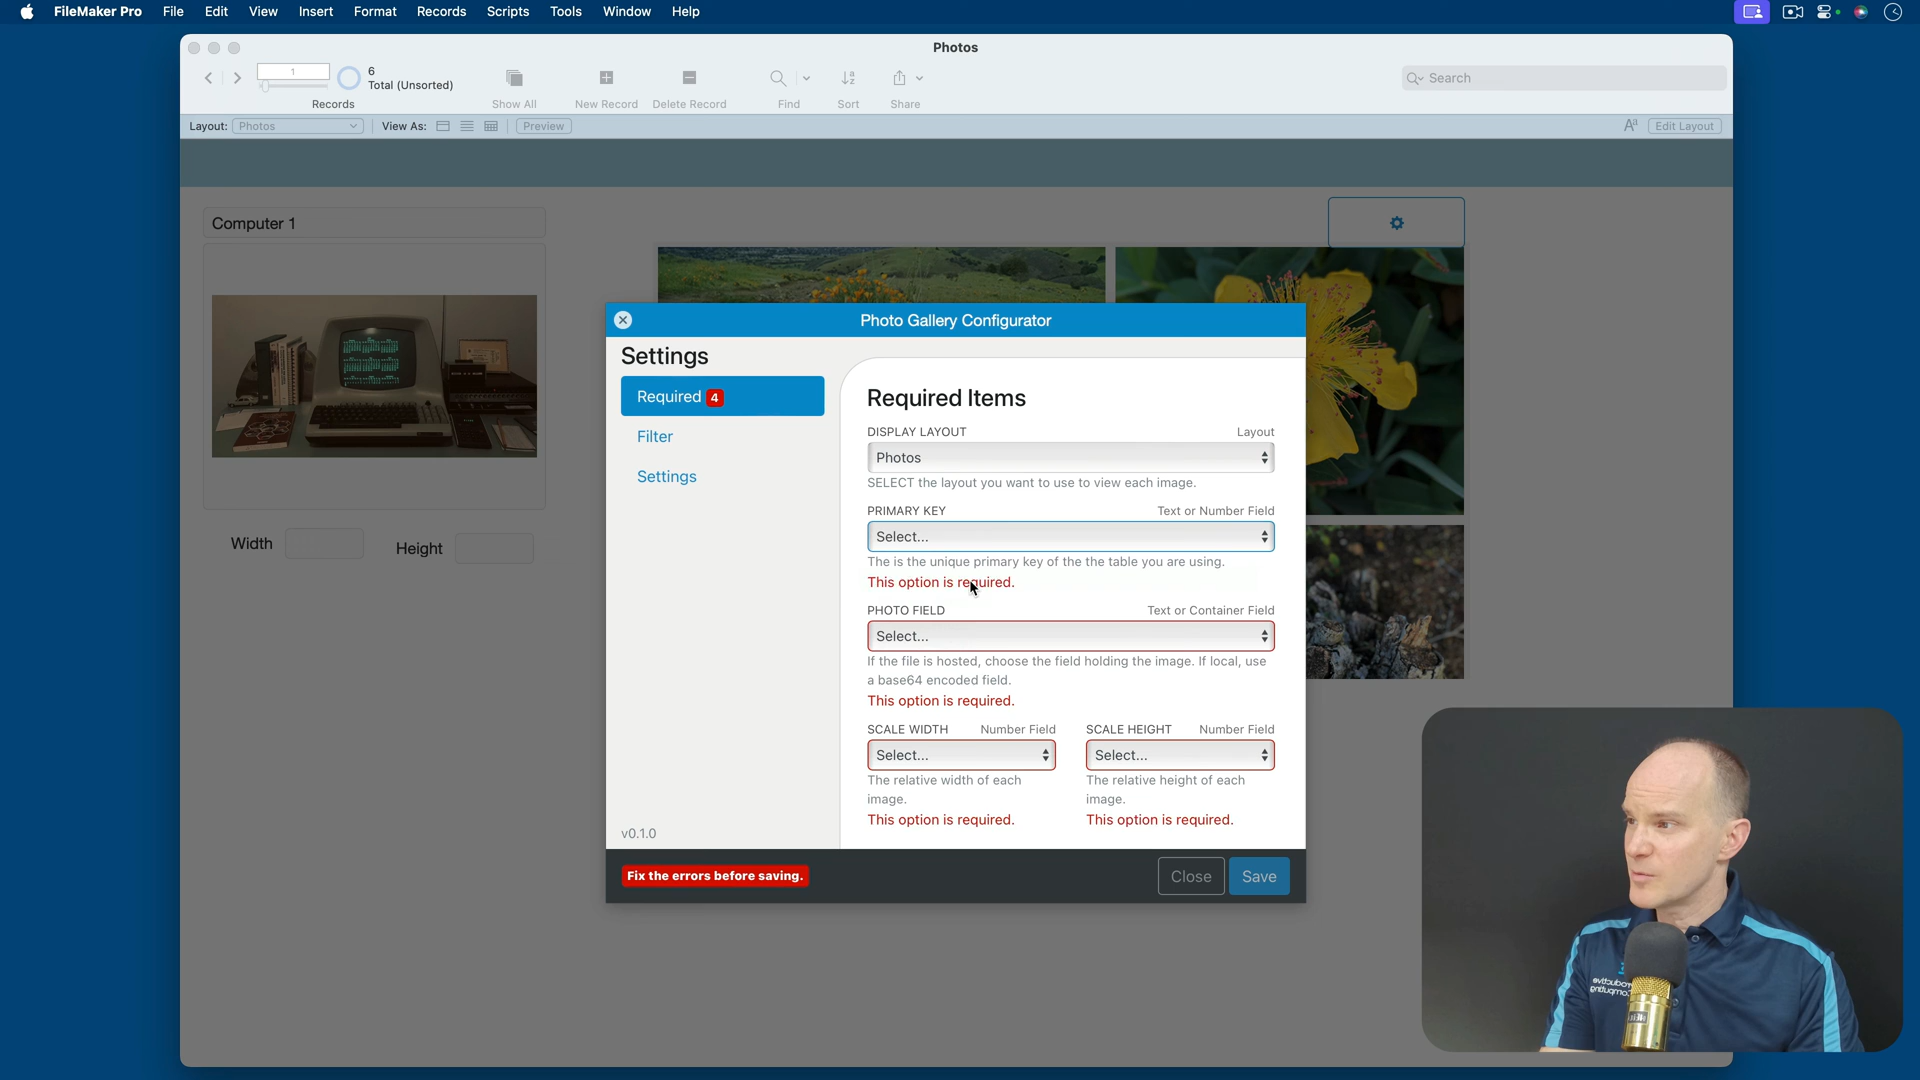 FileMaker Pro File Edit View Insert Format Records Scripts Tools Window Help
Photos
1
6
Total (Unsorted)
Records
Show All
New Record
Delete Record
Find
Sort
Share
Search
Layout: Photos
View As:
Preview
Aa
Edit Layout
Computer 1
Width
Height
Photo Gallery Configurator
Settings
Required 4
Filter
Settings
v0.1.0
Required Items
DISPLAY LAYOUT Layout
Photos
SELECT the layout you want to use to view each image.
PRIMARY KEY Text or Number Field
Select...
The is the unique primary key of the the table you are using.
This option is required.
PHOTO FIELD Text or Container Field
Select...
If the file is hosted, choose the field holding the image. If local, use
a base64 encoded field.
This option is required.
SCALE WIDTH Number Field
Select...
The relative width of each
image.
This option is required.
SCALE HEIGHT Number Field
Select...
The relative height of each
image.
This option is required.
Fix the errors before saving.
Close
Save